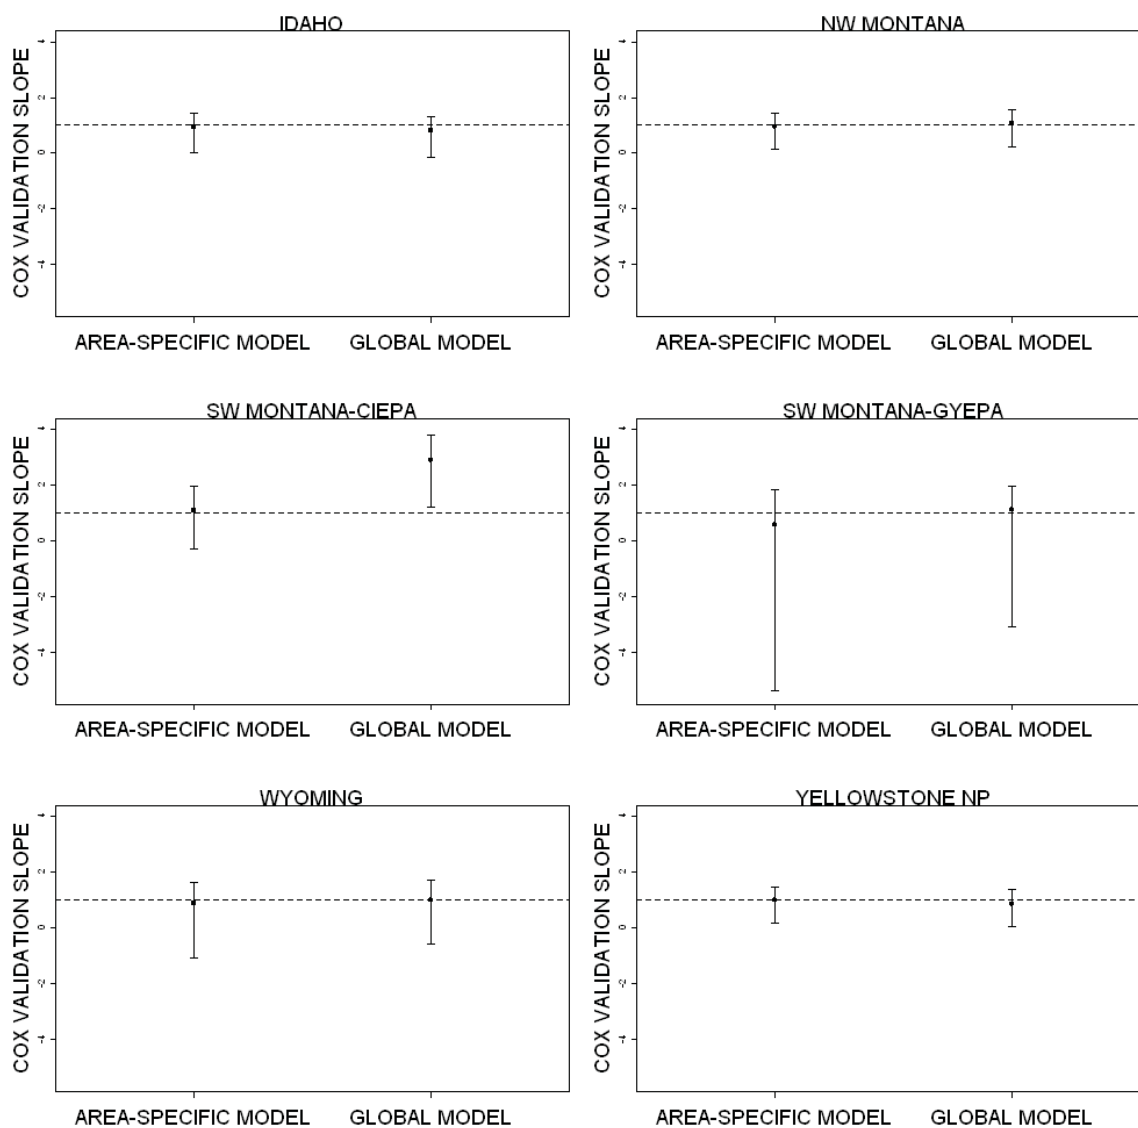 IDAHO
COX VALIDATION SLOPE
4
2
0
-2
-4
AREA-SPECIFIC MODEL GLOBAL MODEL
NW MONTANA
COX VALIDATION SLOPE
4
2
0
-2
-4
AREA-SPECIFIC MODEL GLOBAL MODEL
SW MONTANA-CIEPA
COX VALIDATION SLOPE
4
2
0
-2
-4
AREA-SPECIFIC MODEL GLOBAL MODEL
SW MONTANA-GYEPA
COX VALIDATION SLOPE
4
2
0
-2
-4
AREA-SPECIFIC MODEL GLOBAL MODEL
WYOMING
COX VALIDATION SLOPE
4
2
0
-2
-4
AREA-SPECIFIC MODEL GLOBAL MODEL
YELLOWSTONE NP
COX VALIDATION SLOPE
4
2
0
-2
-4
AREA-SPECIFIC MODEL GLOBAL MODEL